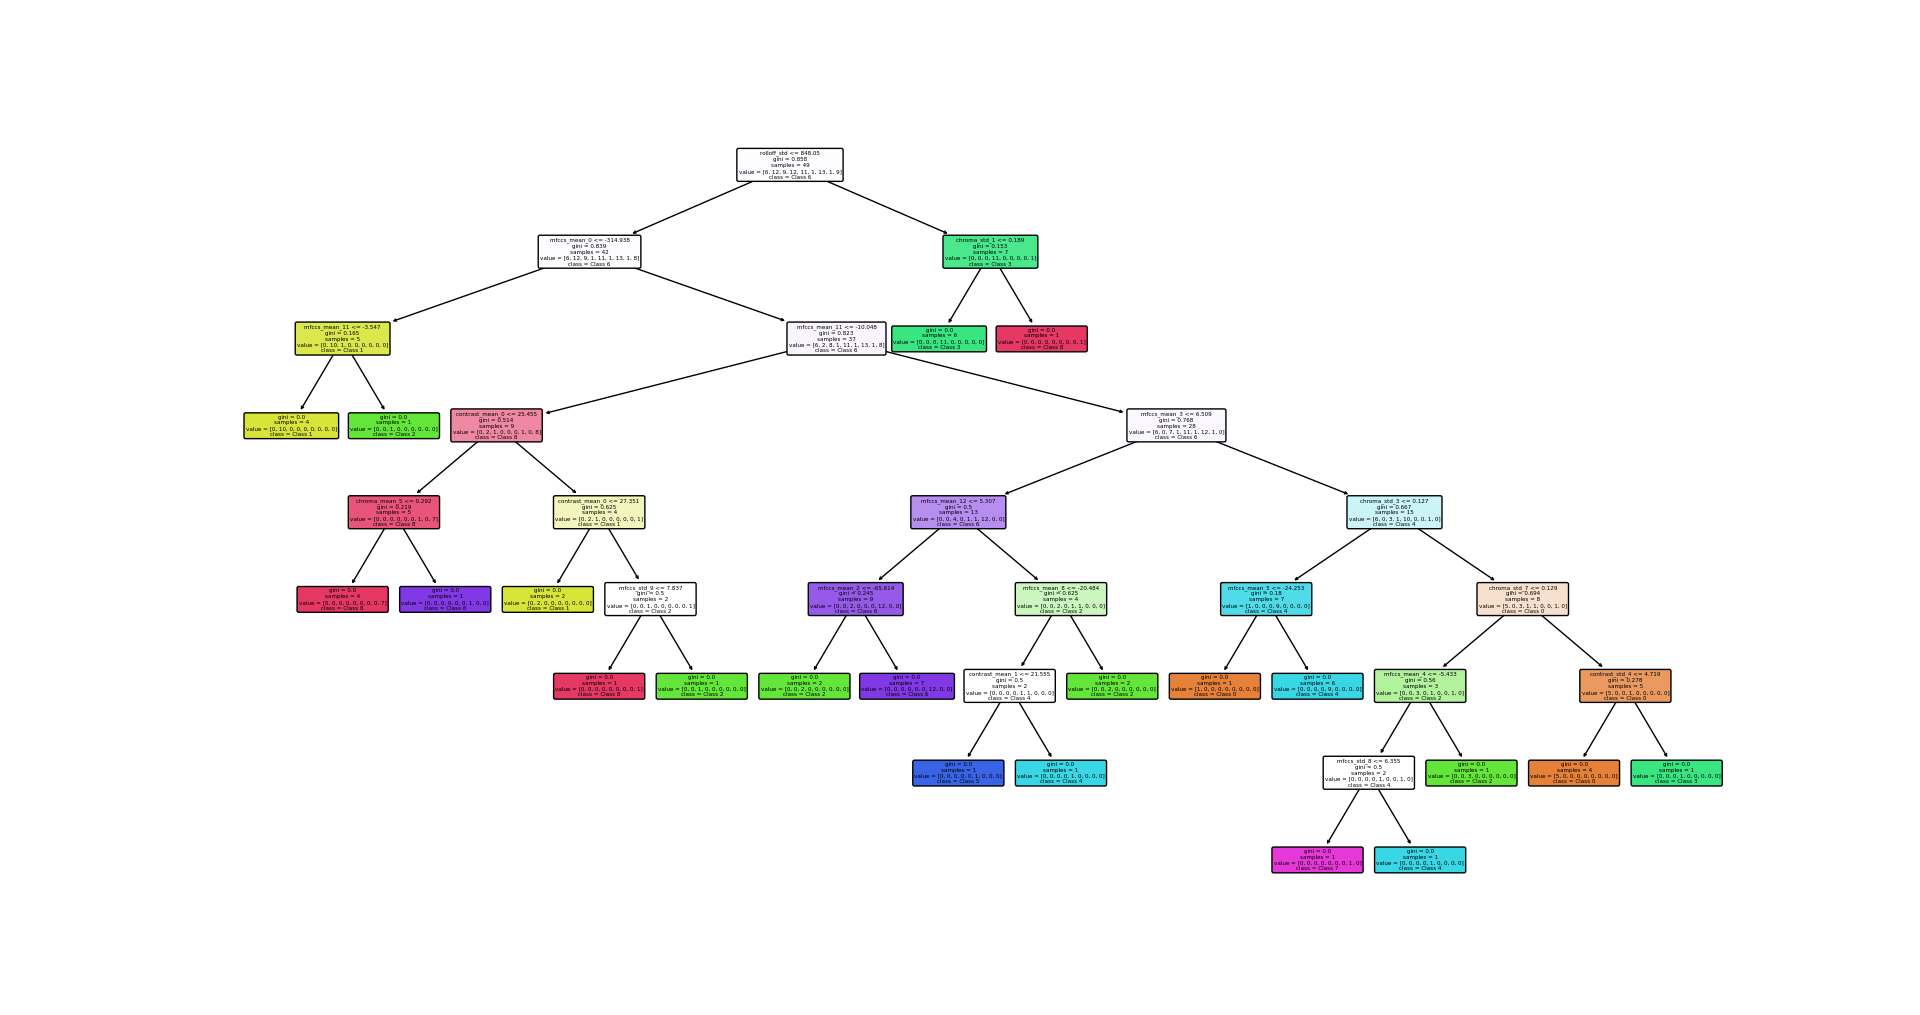 rolloff_std <= 848.05
gini = 0.858
samples = 49
value = [6, 12, 9, 12, 11, 1, 13, 1, 9]
class = Class 6
mfccs_mean_0 <= -314.938
gini = 0.839
samples = 42
value = [6, 12, 9, 1, 11, 1, 13, 1, 8]
class = Class 6
chroma_std_1 <= 0.189
gini = 0.153
samples = 7
value = [0, 0, 0, 11, 0, 0, 0, 0, 1]
class = Class 3
mfccs_mean_11 <= -3.547
gini = 0.165
samples = 5
value = [0, 10, 1, 0, 0, 0, 0, 0, 0]
class = Class 1
mfccs_mean_11 <= -10.048
gini = 0.823
samples = 37
value = [6, 2, 8, 1, 11, 1, 13, 1, 8]
class = Class 6
gini = 0.0
samples = 6
value = [0, 0, 0, 11, 0, 0, 0, 0, 0]
class = Class 3
gini = 0.0
samples = 1
value = [0, 0, 0, 0, 0, 0, 0, 0, 1]
class = Class 8
gini = 0.0
samples = 4
value = [0, 10, 0, 0, 0, 0, 0, 0, 0]
class = Class 1
gini = 0.0
samples = 1
value = [0, 0, 1, 0, 0, 0, 0, 0, 0]
class = Class 2
contrast_mean_0 <= 25.455
gini = 0.514
samples = 9
value = [0, 2, 1, 0, 0, 0, 1, 0, 8]
class = Class 8
mfccs_mean_3 <= 6.509
gini = 0.768
samples = 28
value = [6, 0, 7, 1, 11, 1, 12, 1, 0]
class = Class 6
chroma_mean_5 <= 0.292
gini = 0.219
samples = 5
value = [0, 0, 0, 0, 0, 0, 1, 0, 7]
class = Class 8
contrast_mean_0 <= 27.351
gini = 0.625
samples = 4
value = [0, 2, 1, 0, 0, 0, 0, 0, 1]
class = Class 1
mfccs_mean_12 <= 5.307
gini = 0.5
samples = 13
value = [0, 0, 4, 0, 1, 1, 12, 0, 0]
class = Class 6
chroma_std_3 <= 0.127
gini = 0.667
samples = 15
value = [6, 0, 3, 1, 10, 0, 0, 1, 0]
class = Class 4
gini = 0.0
samples = 4
value = [0, 0, 0, 0, 0, 0, 0, 0, 7]
class = Class 8
gini = 0.0
samples = 1
value = [0, 0, 0, 0, 0, 0, 1, 0, 0]
class = Class 6
gini = 0.0
samples = 2
value = [0, 2, 0, 0, 0, 0, 0, 0, 0]
class = Class 1
mfccs_std_9 <= 7.837
gini = 0.5
samples = 2
value = [0, 0, 1, 0, 0, 0, 0, 0, 1]
class = Class 2
mfccs_mean_2 <= -65.614
gini = 0.245
samples = 9
value = [0, 0, 2, 0, 0, 0, 12, 0, 0]
class = Class 6
mfccs_mean_8 <= -20.484
gini = 0.625
samples = 4
value = [0, 0, 2, 0, 1, 1, 0, 0, 0]
class = Class 2
mfccs_mean_5 <= -24.253
gini = 0.18
samples = 7
value = [1, 0, 0, 0, 9, 0, 0, 0, 0]
class = Class 4
chroma_std_7 <= 0.129
gini = 0.694
samples = 8
value = [5, 0, 3, 1, 1, 0, 0, 1, 0]
class = Class 0
gini = 0.0
samples = 1
value = [0, 0, 0, 0, 0, 0, 0, 0, 1]
class = Class 8
gini = 0.0
samples = 1
value = [0, 0, 1, 0, 0, 0, 0, 0, 0]
class = Class 2
gini = 0.0
samples = 2
value = [0, 0, 2, 0, 0, 0, 0, 0, 0]
class = Class 2
gini = 0.0
samples = 7
value = [0, 0, 0, 0, 0, 0, 12, 0, 0]
class = Class 6
contrast_mean_1 <= 21.555
gini = 0.5
samples = 2
value = [0, 0, 0, 0, 1, 1, 0, 0, 0]
class = Class 4
gini = 0.0
samples = 2
value = [0, 0, 2, 0, 0, 0, 0, 0, 0]
class = Class 2
gini = 0.0
samples = 1
value = [1, 0, 0, 0, 0, 0, 0, 0, 0]
class = Class 0
gini = 0.0
samples = 6
value = [0, 0, 0, 0, 9, 0, 0, 0, 0]
class = Class 4
mfccs_mean_4 <= -5.433
gini = 0.56
samples = 3
value = [0, 0, 3, 0, 1, 0, 0, 1, 0]
class = Class 2
contrast_std_4 <= 4.719
gini = 0.278
samples = 5
value = [5, 0, 0, 1, 0, 0, 0, 0, 0]
class = Class 0
gini = 0.0
samples = 1
value = [0, 0, 0, 0, 0, 1, 0, 0, 0]
class = Class 5
gini = 0.0
samples = 1
value = [0, 0, 0, 0, 1, 0, 0, 0, 0]
class = Class 4
mfccs_std_8 <= 6.355
gini = 0.5
samples = 2
value = [0, 0, 0, 0, 1, 0, 0, 1, 0]
class = Class 4
gini = 0.0
samples = 1
value = [0, 0, 3, 0, 0, 0, 0, 0, 0]
class = Class 2
gini = 0.0
samples = 4
value = [5, 0, 0, 0, 0, 0, 0, 0, 0]
class = Class 0
gini = 0.0
samples = 1
value = [0, 0, 0, 1, 0, 0, 0, 0, 0]
class = Class 3
gini = 0.0
samples = 1
value = [0, 0, 0, 0, 0, 0, 0, 1, 0]
class = Class 7
gini = 0.0
samples = 1
value = [0, 0, 0, 0, 1, 0, 0, 0, 0]
class = Class 4